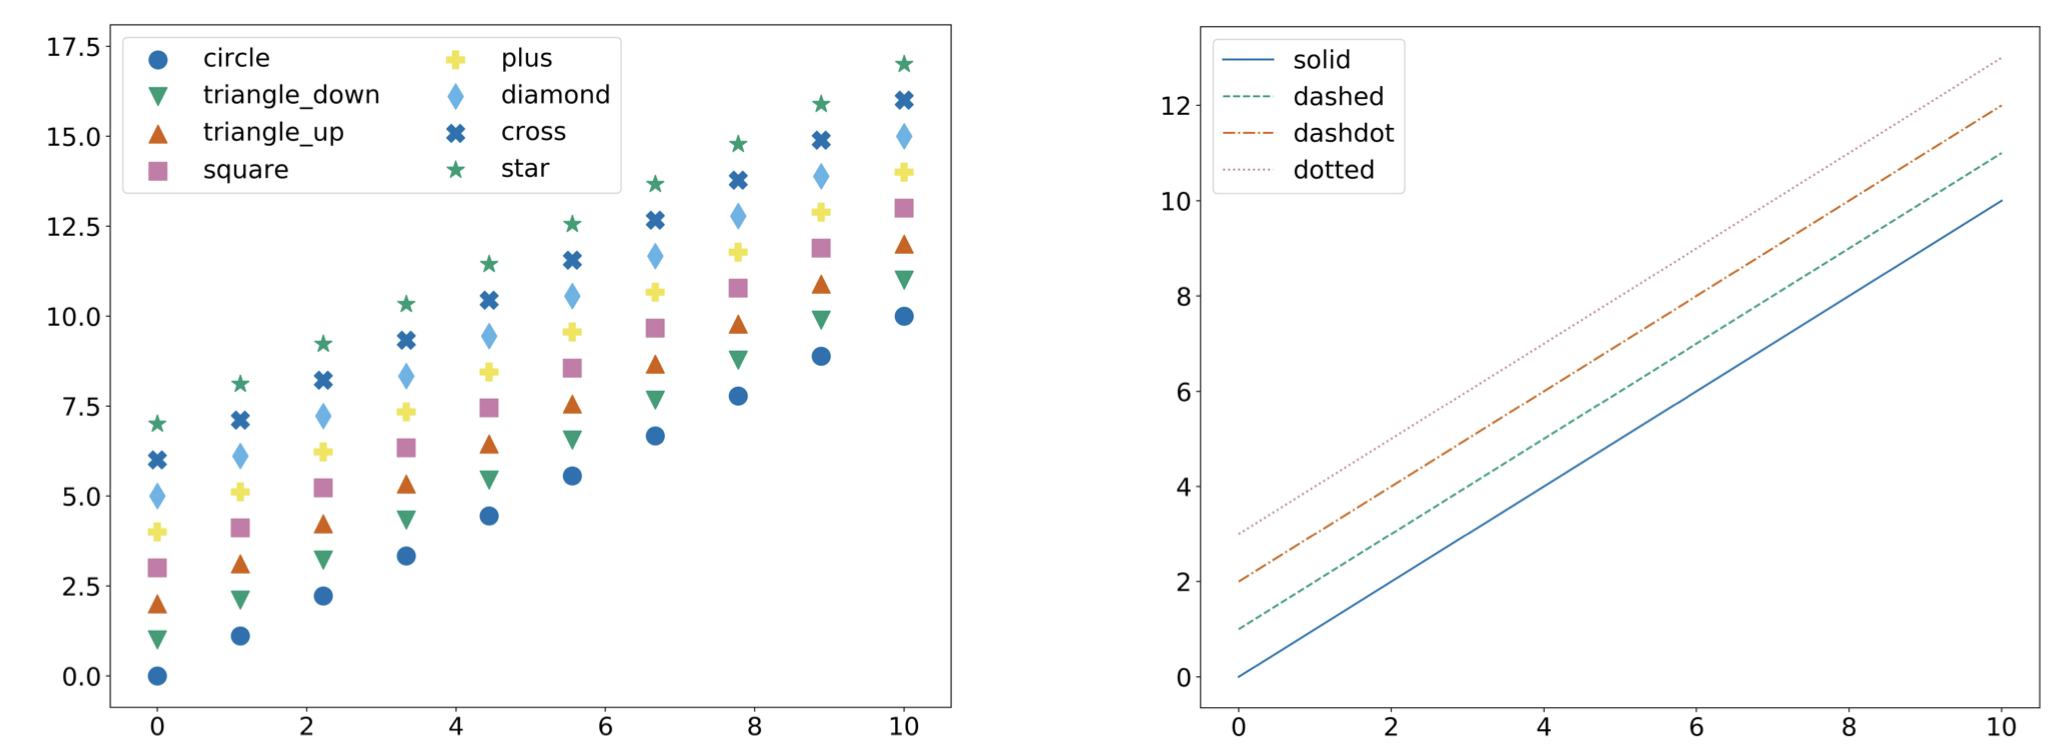 17.5
15.0
12.5
10.0
7.5
5.0
2.5
0.0
circle
triangle_down
triangle_up
square
plus
diamond
cross
star
0 2 4 6 8 10
12
10
8
6
4
2
0
solid
dashed
dashdot
dotted
0 2 4 6 8 10